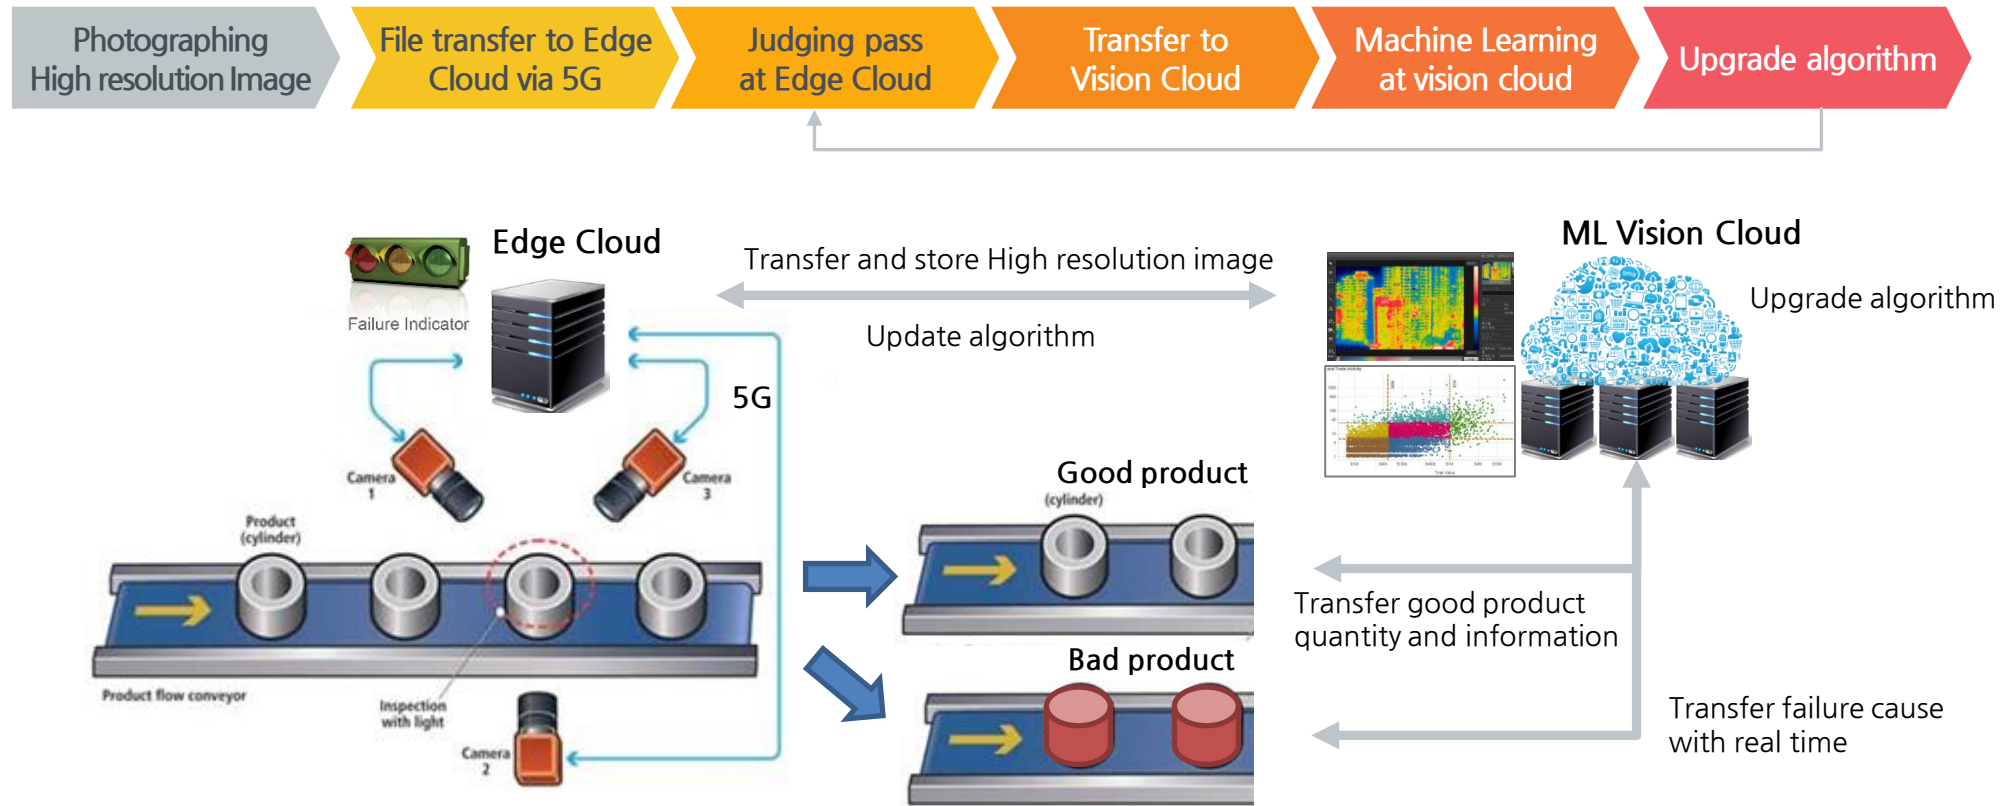 Photographing
High resolution Image
File transfer to Edge
Cloud via 5G
Judging pass
at Edge Cloud
Transfer to
Vision Cloud
Machine Learning
at vision cloud
Upgrade algorithm
Edge Cloud
Failure Indicator
Transfer and store High resolution image
Update algorithm
ML Vision Cloud
Upgrade algorithm
5G
Camera
1
Camera
3
Product
(cylinder)
Good product
(cylinder)
Transfer good product
quantity and information
Bad product
Product flow conveyor
Inspection
with light
Camera
2
Transfer failure cause
with real time